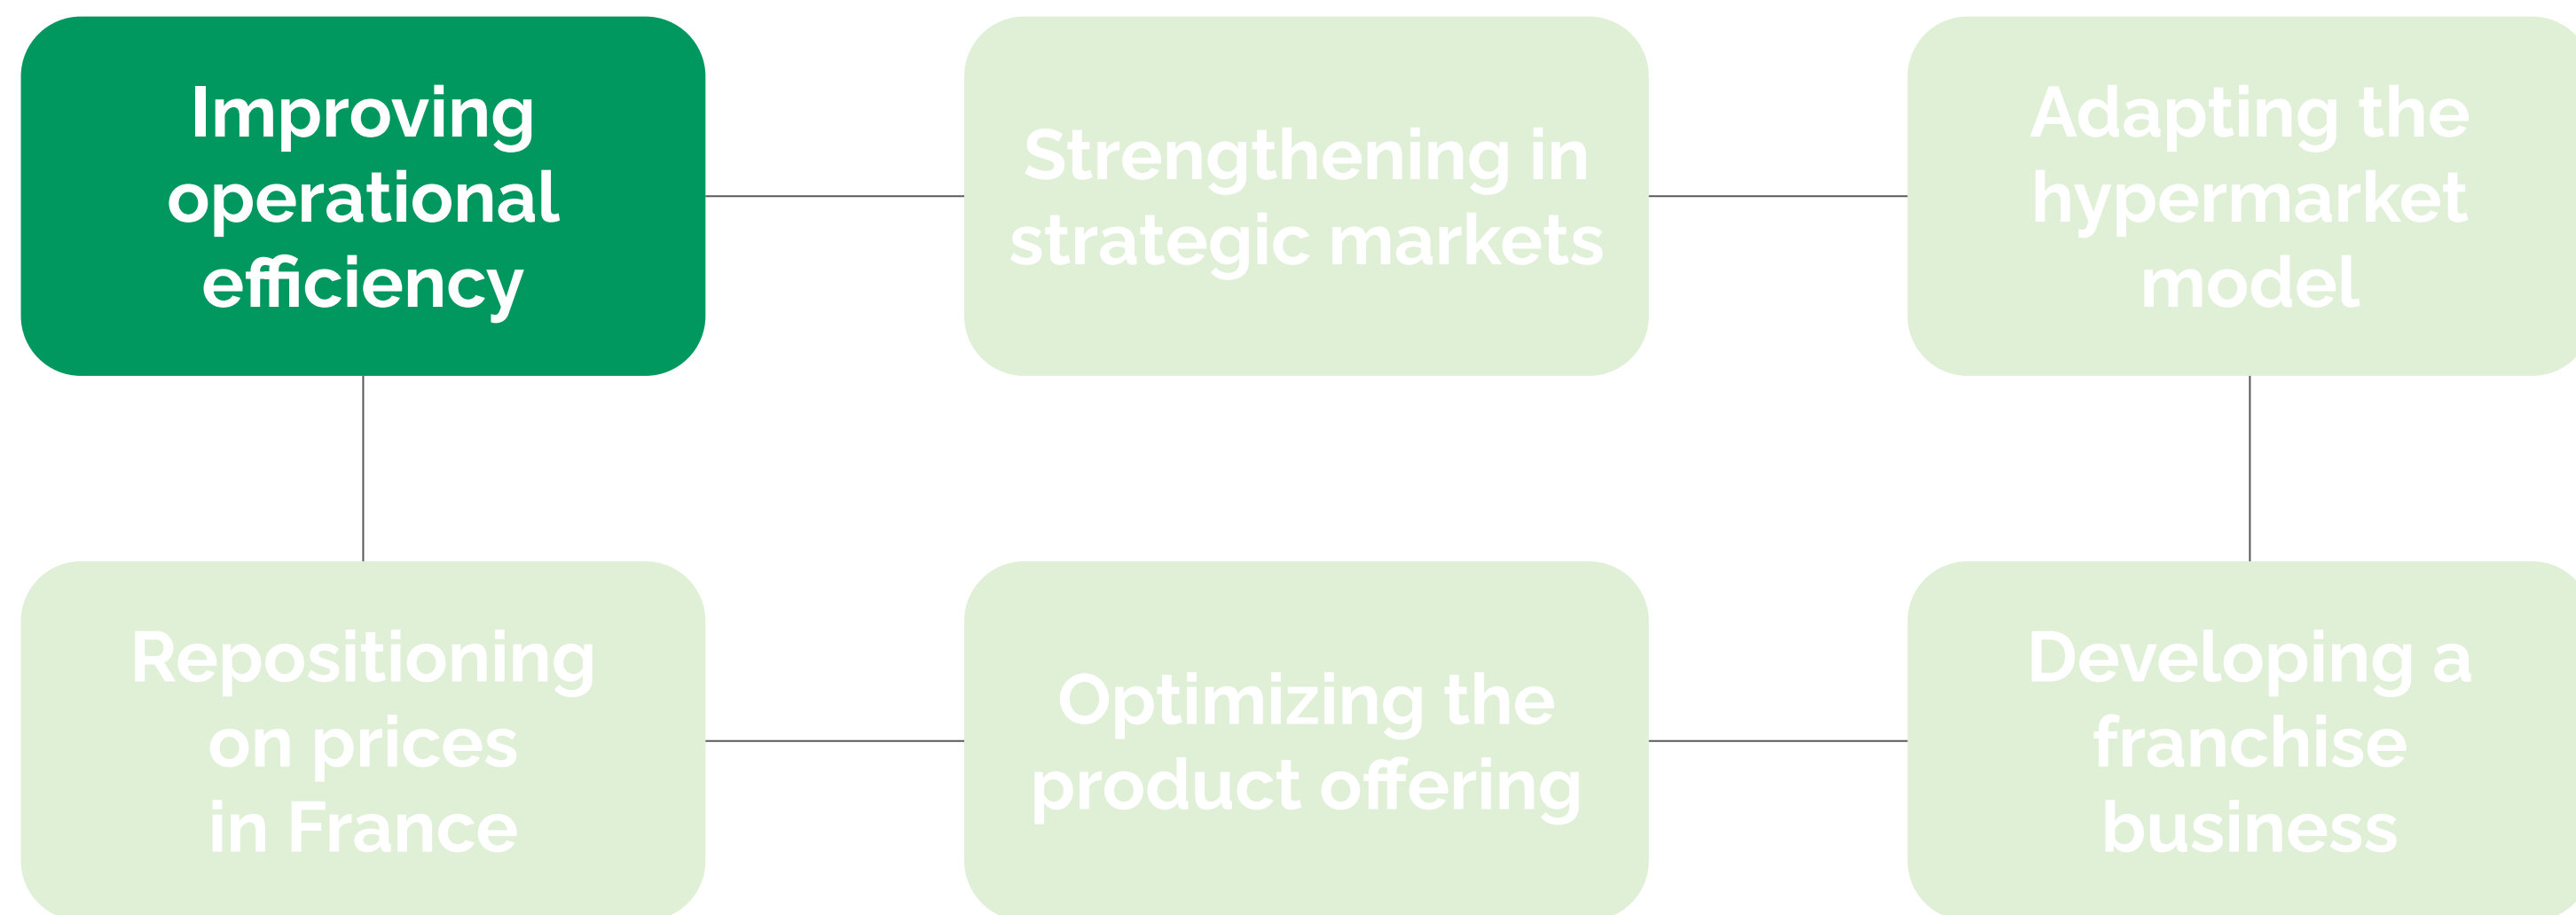 Improving
operational
efficiency
Strengthening in
strategic markets
Adapting the
hypermarket
model
Repositioning
on prices
in France
Optimizing the
product offering
Developing a
franchise
business